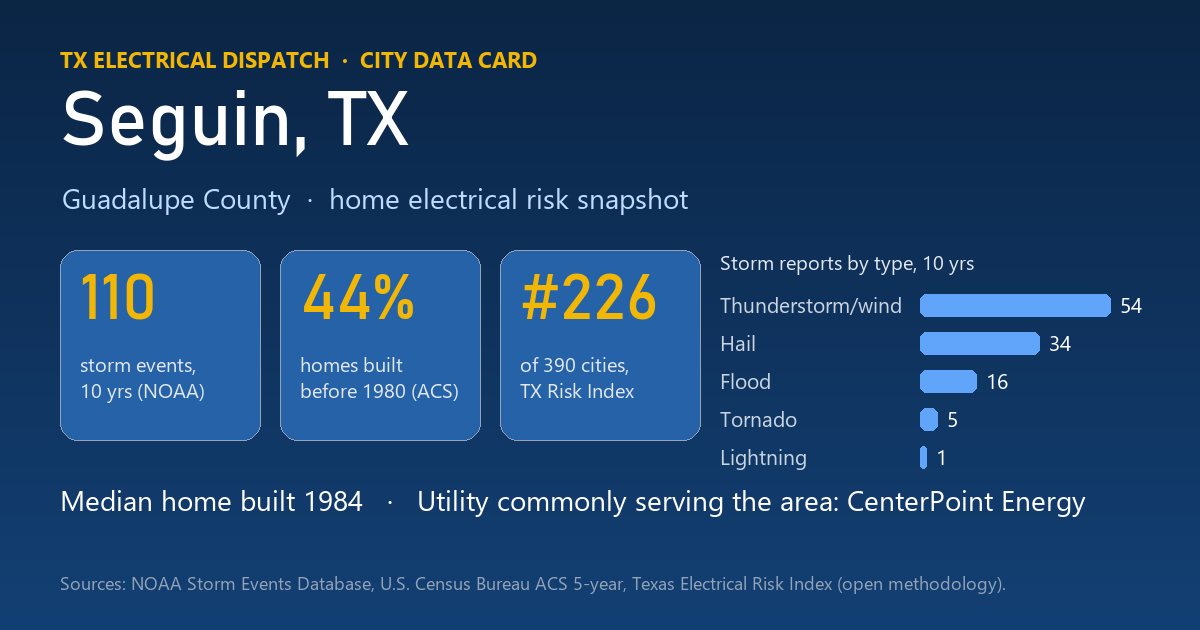 TX ELECTRICAL DISPATCH · CITY DATA CARD
Seguin, TX
Guadalupe County · home electrical risk snapshot
110
storm events,
10 yrs (NOAA)
44%
homes built
before 1980 (ACS)
#226
of 390 cities,
TX Risk Index
Storm reports by type, 10 yrs
Thunderstorm/wind 54
Hail 34
Flood 16
Tornado 5
Lightning 1
Median home built 1984 · Utility commonly serving the area: CenterPoint Energy
Sources: NOAA Storm Events Database, U.S. Census Bureau ACS 5-year, Texas Electrical Risk Index (open methodology).